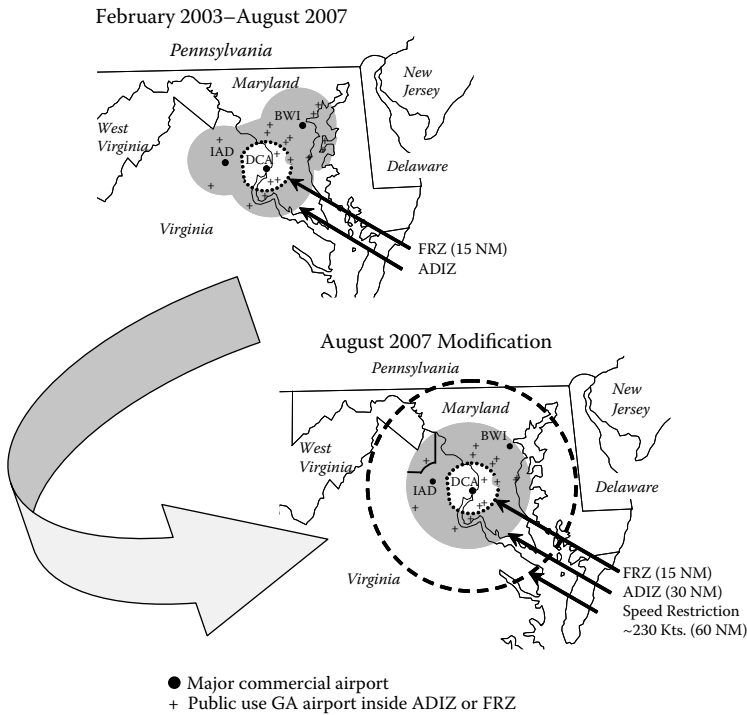 February 2003–August 2007
Pennsylvania
New
Jersey
Maryland
BWI
West
Virginia
IAD
DCA
Delaware
Virginia
FRZ (15 NM)
ADIZ
August 2007 Modification
Pennsylvania
New
Jersey
Maryland
BWI
West
Virginia
IAD
DCA
Delaware
Virginia
FRZ (15 NM)
ADIZ (30 NM)
Speed Restriction
~230 Kts. (60 NM)
Major commercial airport
+ Public use GA airport inside ADIZ or FRZ